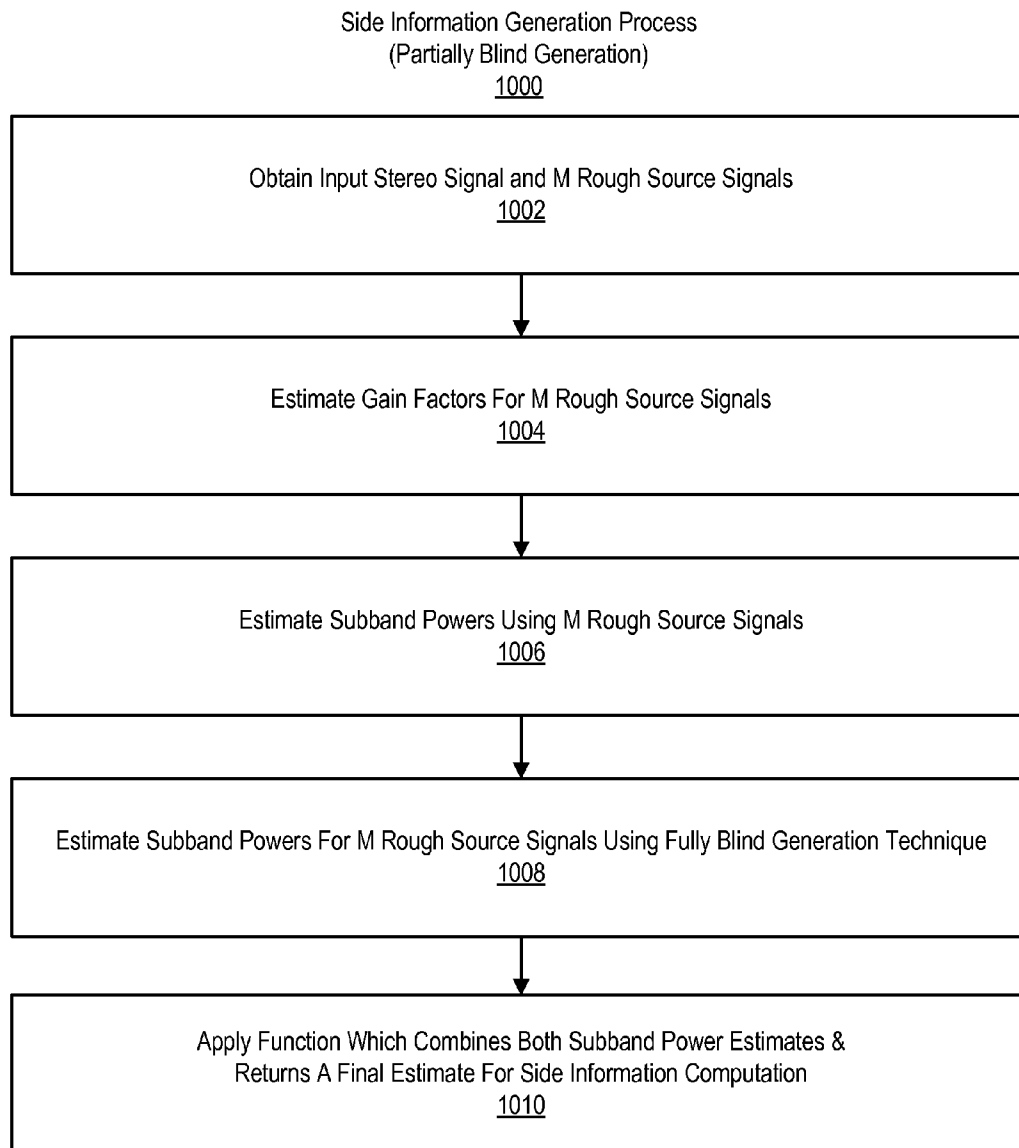 Side Information Generation Process
(Partially Blind Generation)
1000
Obtain Input Stereo Signal and M Rough Source Signals
1002
Estimate Gain Factors For M Rough Source Signals
1004
Estimate Subband Powers Using M Rough Source Signals
1006
Estimate Subband Powers For M Rough Source Signals Using Fully Blind Generation Technique
1008
Apply Function Which Combines Both Subband Power Estimates &
Returns A Final Estimate For Side Information Computation
1010